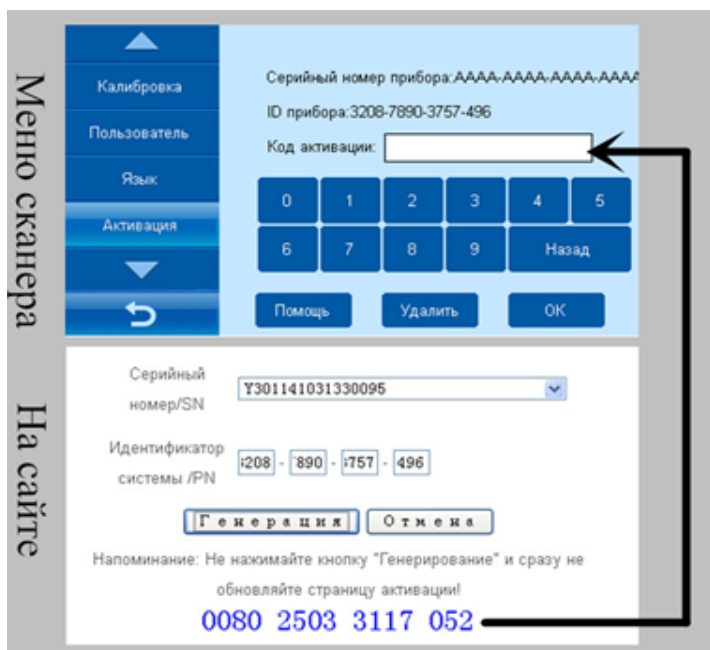 Меню сканера
Калибровка
Пользователь
Язык
Активация
Серийный номер прибора:AAAA-AAAA-AAAA-AAAA
ID прибора:3208-7890-3757-496
Код активации:
0 1 2 3 4 5
6 7 8 9 Назад
Помощь Удалить OK
На сайте
Серийный
номер/SN
Y301141031330095
Идентификатор
системы /PN
208 - 890 - 757 - 496
Генерация Отмена
Напоминание: Не нажимайте кнопку "Генерирование" и сразу не
обновляйте страницу активации!
0080 2503 3117 052